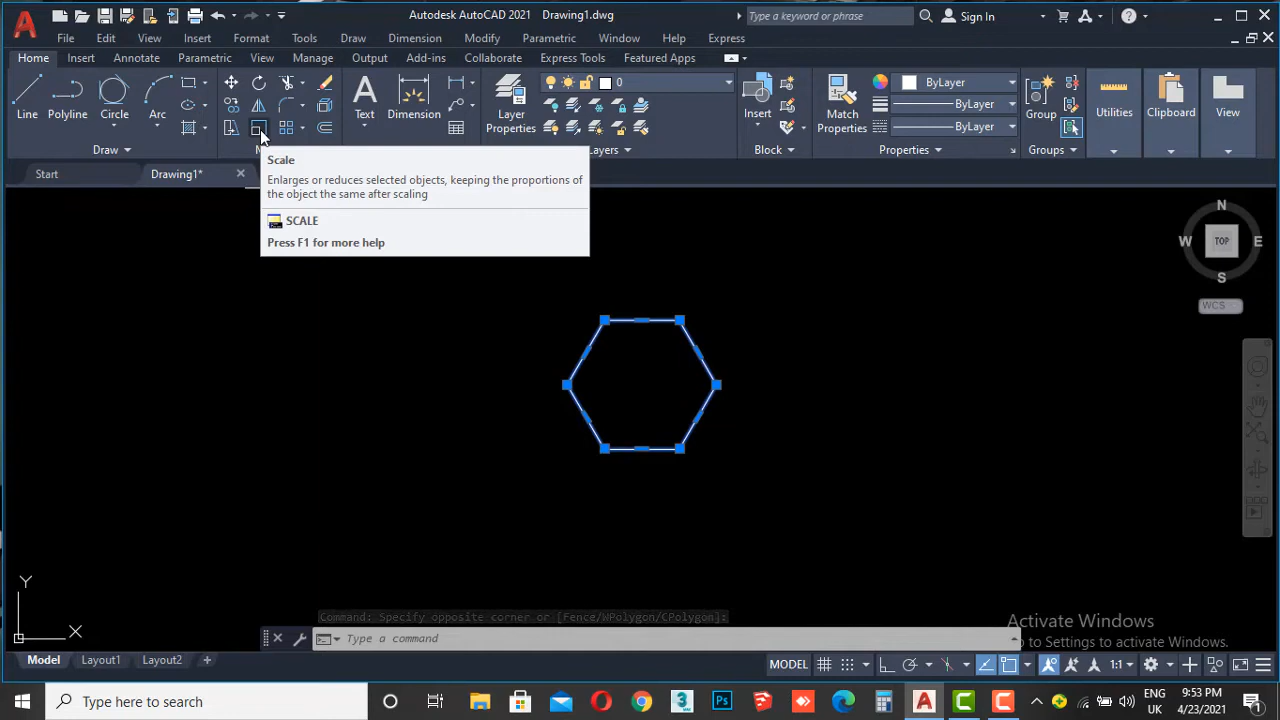 Autodesk AutoCAD 2021 Drawing1.dwg
Type a keyword or phrase
Sign In
File Edit View Insert Format Tools Draw Dimension Modify Parametric Window Help Express
Home Insert Annotate Parametric View Manage Output Add-ins Collaborate Express Tools Featured Apps
0
ByLayer
ByLayer
ByLayer
Line Polyline Circle Arc Text Dimension Layer Properties Insert Match Properties Group Utilities Clipboard View
Draw
Block Properties Groups
Start
Drawing1*
Scale
Enlarges or reduces selected objects, keeping the proportions of
the object the same after scaling
SCALE
Press F1 for more help
N
W TOP E
S
WCS
Y
X
Command: Specify opposite corner or [Fence/WPolygon/CPolygon]:
Type a command
Activate Windows
to Settings to activate Windows.
Model Layout1 Layout2
MODEL
1:1
Type here to search
Ps
ENG
UK
9:53 PM
4/23/2021